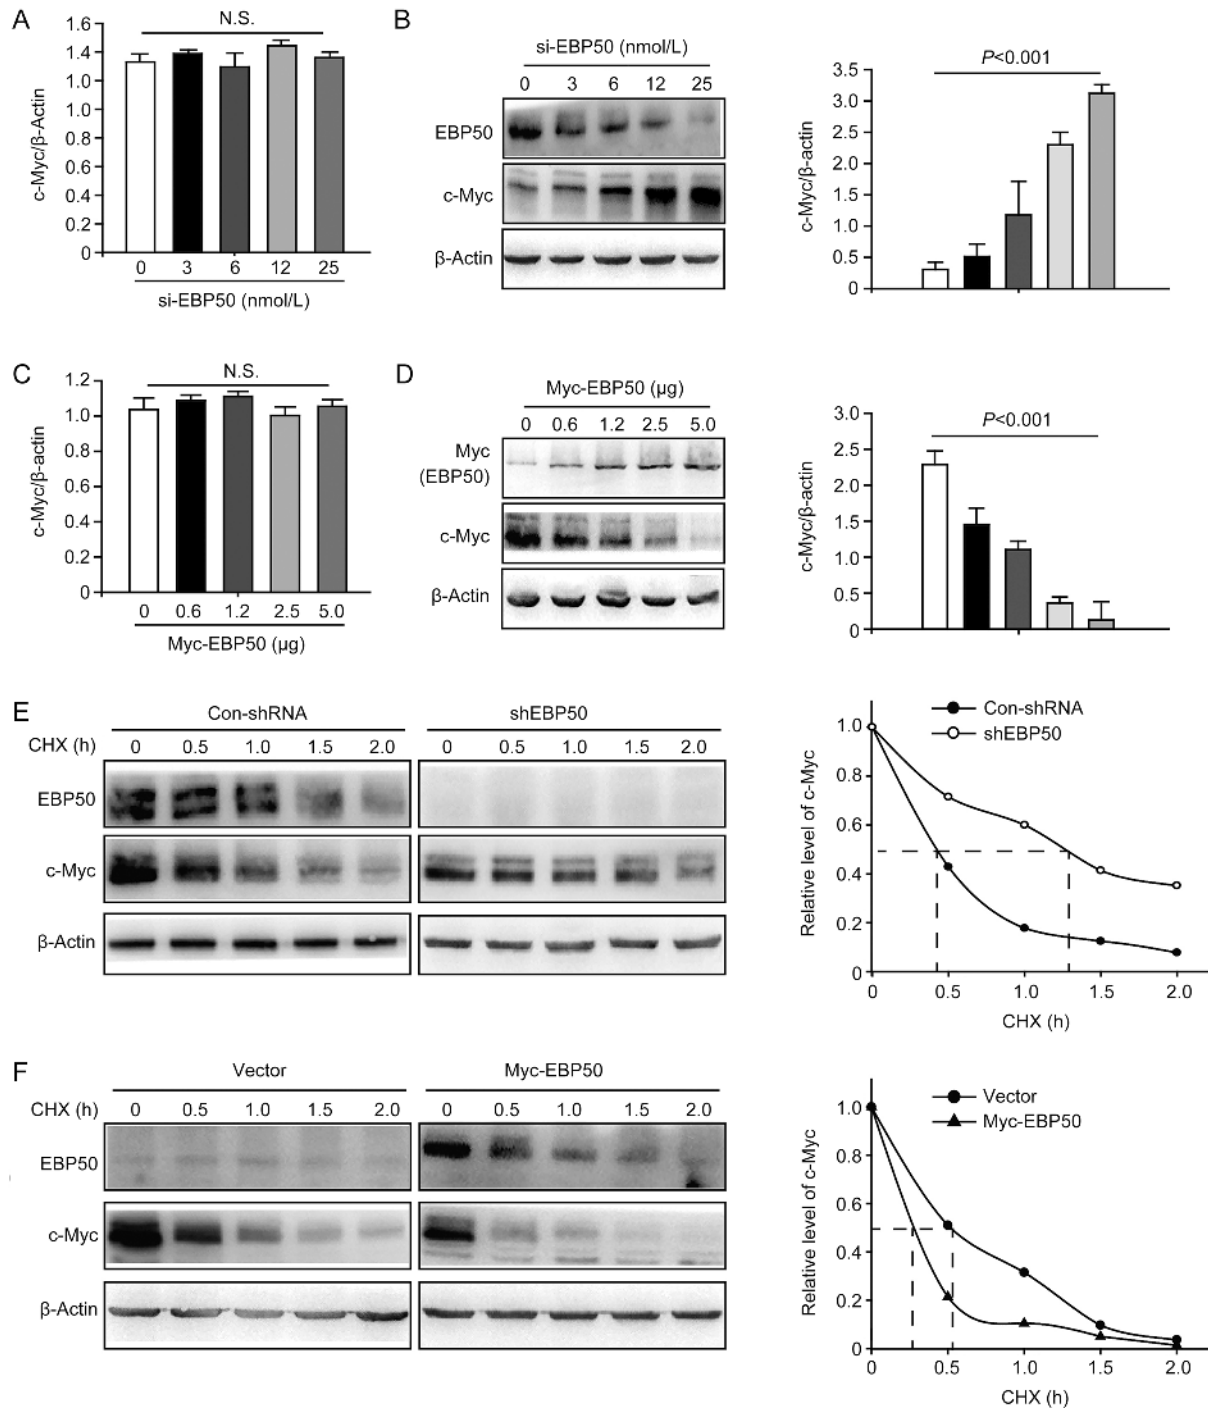 A
N.S.
1.6
1.4
1.2
1.0
0.8
0.6
0.4
0.2
0
c-Myc/β-Actin
0 3 6 12 25
si-EBP50 (nmol/L)
B
si-EBP50 (nmol/L)
0 3 6 12 25
EBP50
c-Myc
β-Actin
P<0.001
3.5
3.0
2.5
2.0
1.5
1.0
0.5
0
c-Myc/β-actin
C
N.S.
1.2
1.0
0.8
0.6
0.4
0.2
0
c-Myc/β-actin
0 0.6 1.2 2.5 5.0
Myc-EBP50 (µg)
D
Myc-EBP50 (µg)
0 0.6 1.2 2.5 5.0
Myc
(EBP50)
c-Myc
β-Actin
P<0.001
3.0
2.5
2.0
1.5
1.0
0.5
0
c-Myc/β-actin
E
Con-shRNA shEBP50
CHX (h) 0 0.5 1.0 1.5 2.0 0 0.5 1.0 1.5 2.0
EBP50
c-Myc
β-Actin
Con-shRNA
shEBP50
1.0
0.8
0.6
0.4
0.2
0
Relative level of c-Myc
0 0.5 1.0 1.5 2.0
CHX (h)
F
Vector Myc-EBP50
CHX (h) 0 0.5 1.0 1.5 2.0 0 0.5 1.0 1.5 2.0
EBP50
c-Myc
β-Actin
Vector
Myc-EBP50
1.0
0.8
0.6
0.4
0.2
0
Relative level of c-Myc
0 0.5 1.0 1.5 2.0
CHX (h)